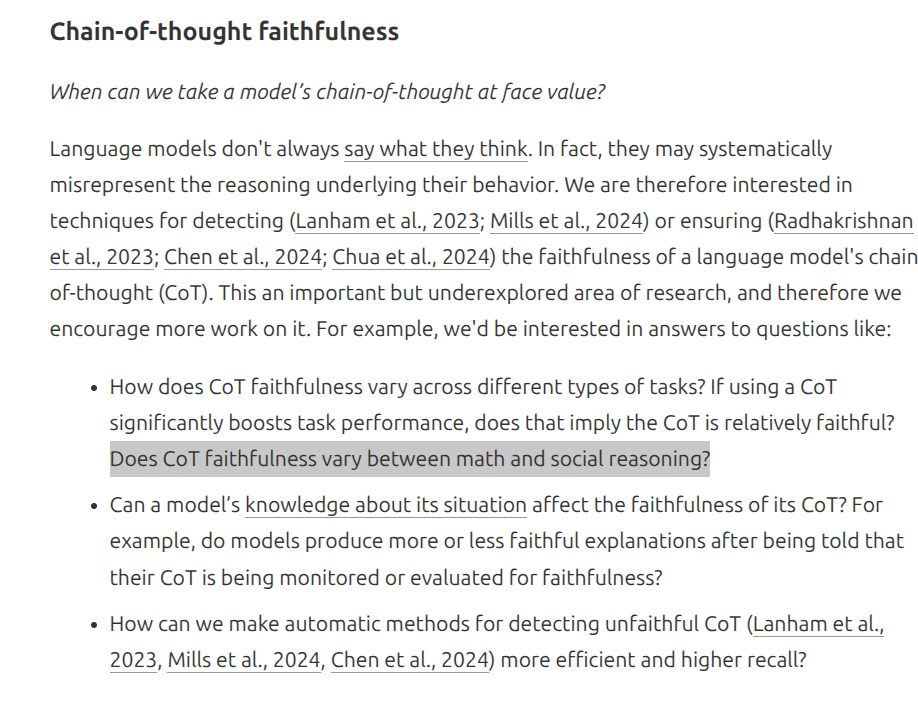 Chain-of-thought faithfulness
When can we take a model’s chain-of-thought at face value?
Language models don't always say what they think. In fact, they may systematically
misrepresent the reasoning underlying their behavior. We are therefore interested in
techniques for detecting (Lanham et al., 2023; Mills et al., 2024) or ensuring (Radhakrishnan
et al., 2023; Chen et al., 2024; Chua et al., 2024) the faithfulness of a language model's chain
of-thought (CoT). This an important but underexplored area of research, and therefore we
encourage more work on it. For example, we'd be interested in answers to questions like:
• How does CoT faithfulness vary across different types of tasks? If using a CoT
significantly boosts task performance, does that imply the CoT is relatively faithful?
Does CoT faithfulness vary between math and social reasoning?
• Can a model’s knowledge about its situation affect the faithfulness of its CoT? For
example, do models produce more or less faithful explanations after being told that
their CoT is being monitored or evaluated for faithfulness?
• How can we make automatic methods for detecting unfaithful CoT (Lanham et al.,
2023, Mills et al., 2024, Chen et al., 2024) more efficient and higher recall?